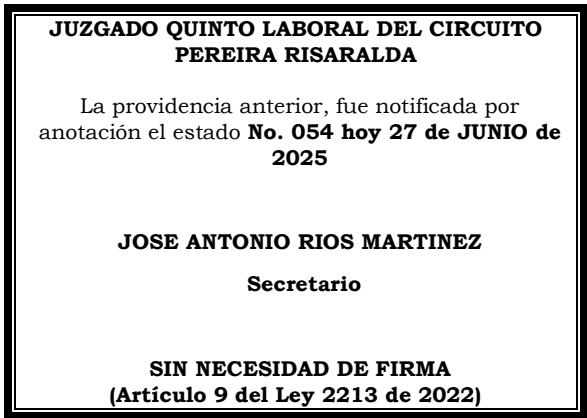 JUZGADO QUINTO LABORAL DEL CIRCUITO
PEREIRA RISARALDA
La providencia anterior, fue notificada por
anotación el estado No. 054 hoy 27 de JUNIO de
2025
JOSE ANTONIO RIOS MARTINEZ
Secretario
SIN NECESIDAD DE FIRMA
(Artículo 9 del Ley 2213 de 2022)